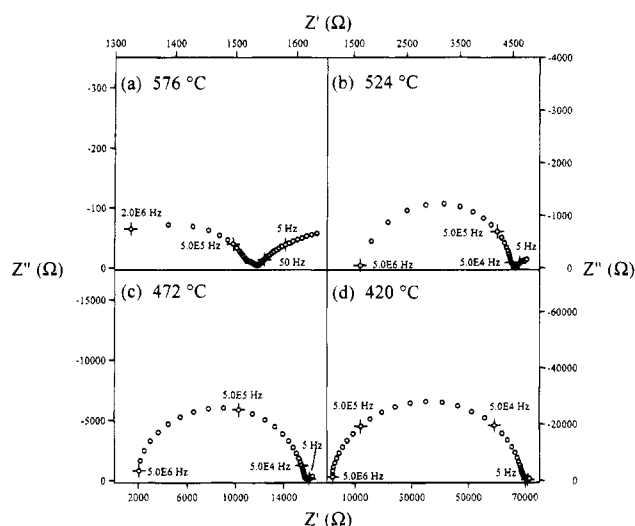 Z' (Ω)
1300 1400 1500 1600 1500 3000 4500
(a) 576 °C
(b) 524 °C
-300
-200
-100
0
-4000
-3000
-2000
-1000
0
2.0E6 Hz
5.0E5 Hz
5 Hz
50 Hz
5.0E5 Hz
5 Hz
5.0E4 Hz
5.0E6 Hz
Z'' (Ω)
Z'' (Ω)
(c) 472 °C
(d) 420 °C
-15000
-10000
-5000
0
-60000
-40000
-20000
0
5.0E5 Hz
5 Hz
5.0E4 Hz
5.0E6 Hz
5.0E5 Hz
5.0E4 Hz
5.0E6 Hz
5 Hz
2000 10000 14000 10000 30000 50000 70000
Z' (Ω)